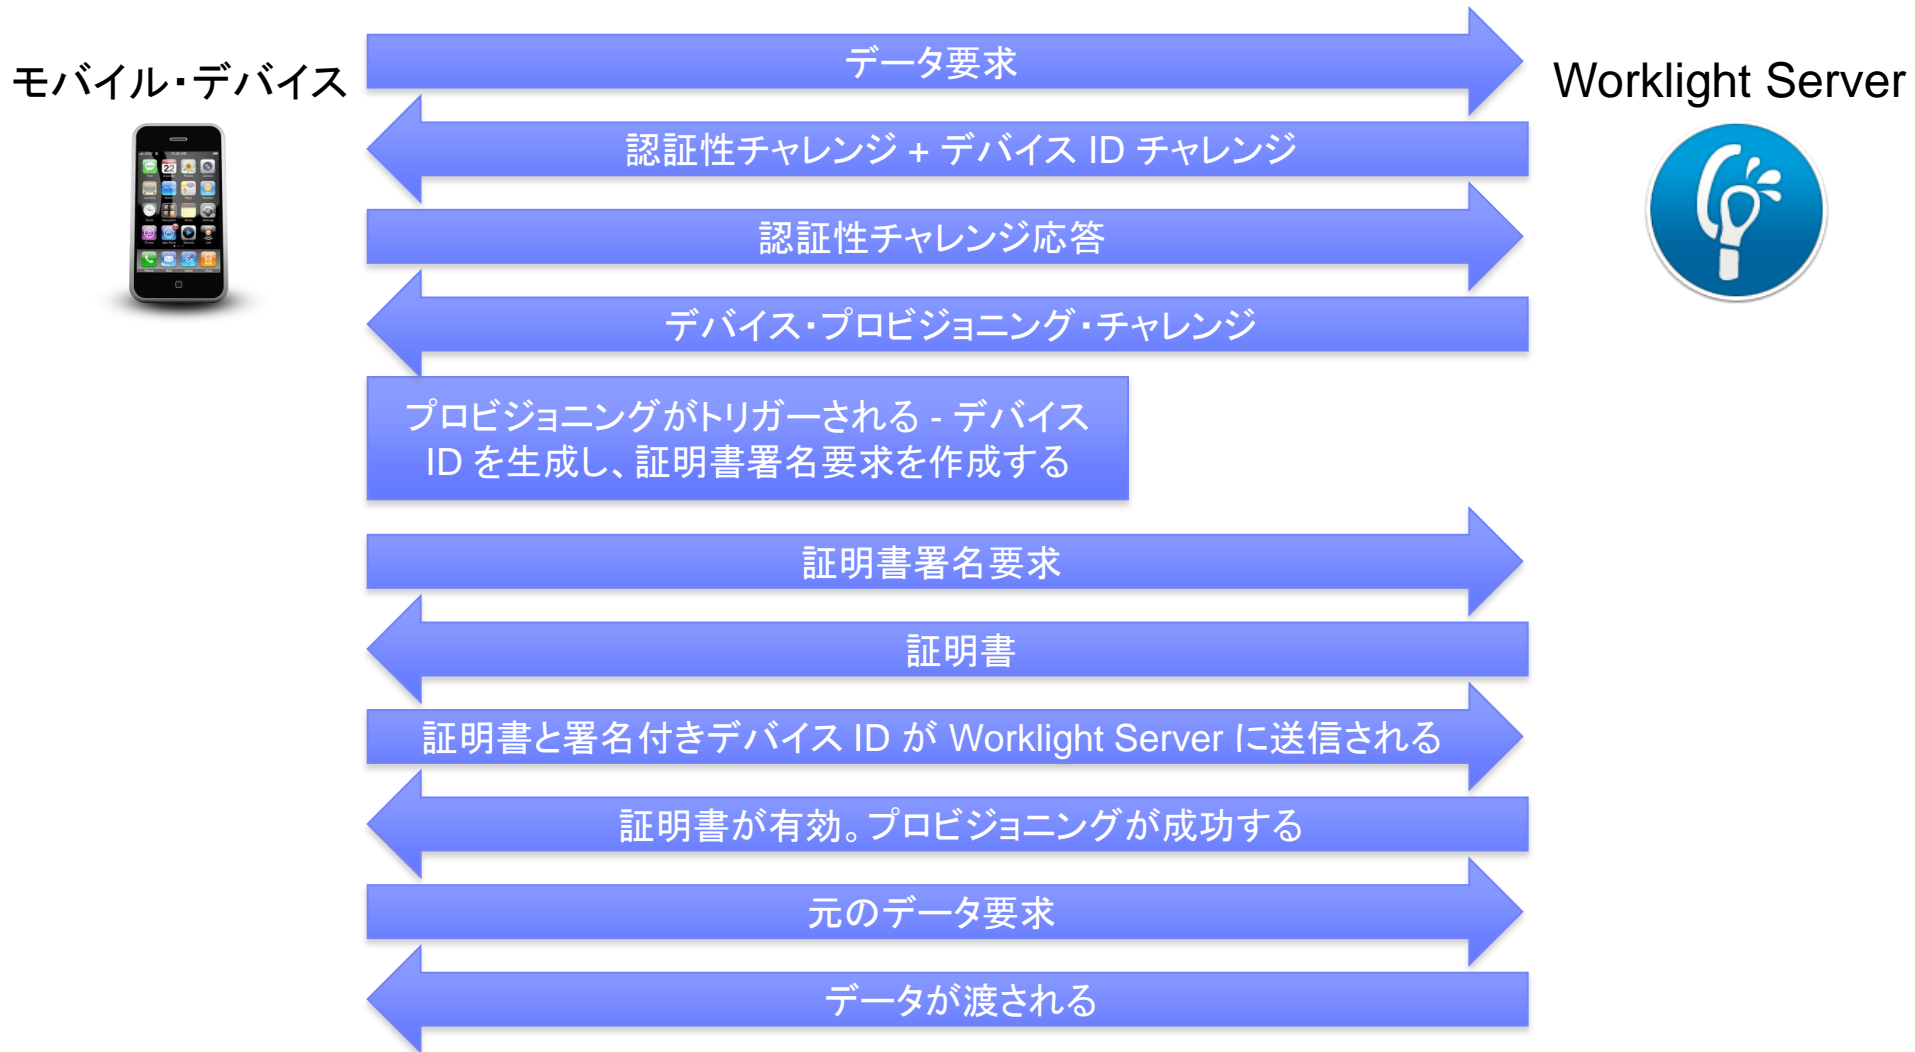 データ要求
モバイル・デバイス
Worklight Server
認証性チャレンジ + デバイス ID チャレンジ
認証性チャレンジ応答
デバイス・プロビジョニング・チャレンジ
プロビジョニングがトリガーされる - デバイス
ID を生成し、証明書署名要求を作成する
証明書署名要求
証明書
証明書と署名付きデバイス ID が Worklight Server に送信される
証明書が有効。プロビジョニングが成功する
元のデータ要求
データが渡される